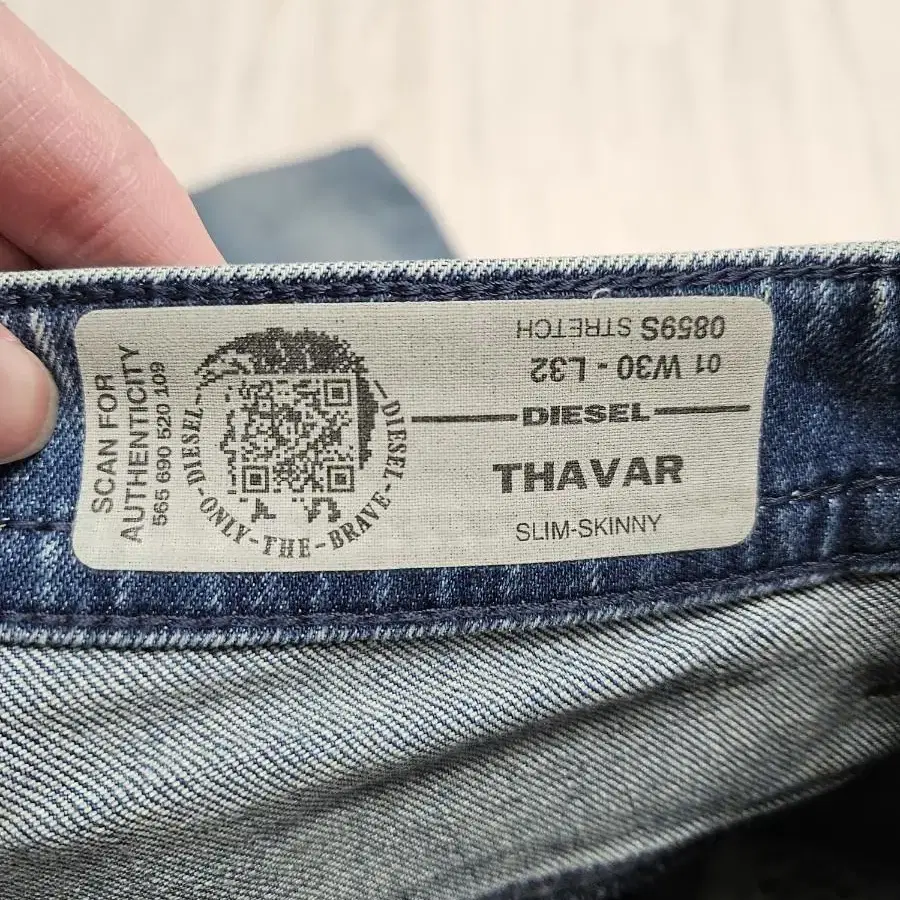 SCAN FOR
AUTHENTICITY
565 690 520 109
DIESEL-ONLY-THE-BRAVE-DIESEL
01 W30 - L32
0859S STRETCH
DIESEL
THAVAR
SLIM-SKINNY